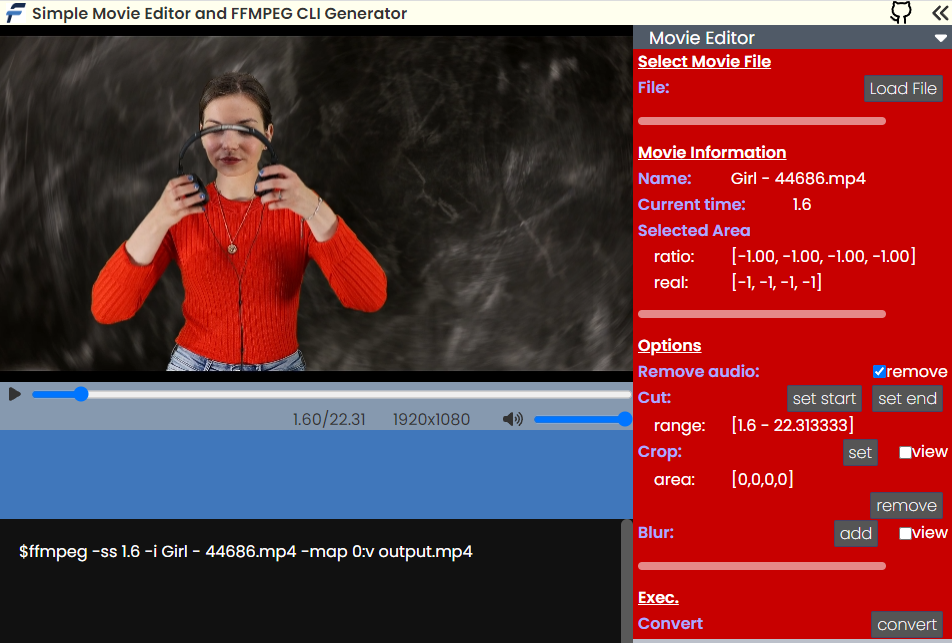 Simple Movie Editor and FFMPEG CLI Generator
Movie Editor
Select Movie File
File: Load File
Movie Information
Name: Girl - 44686.mp4
Current time: 1.6
Selected Area
ratio: [-1.00, -1.00, -1.00, -1.00]
real: [-1, -1, -1, -1]
Options
Remove audio: remove
Cut: set start set end
range: [1.6 - 22.313333]
Crop: set view
area: [0,0,0,0]
remove
Blur: add view
Exec.
Convert convert
1.60/22.31 1920x1080
$ffmpeg -ss 1.6 -i Girl - 44686.mp4 -map 0:v output.mp4